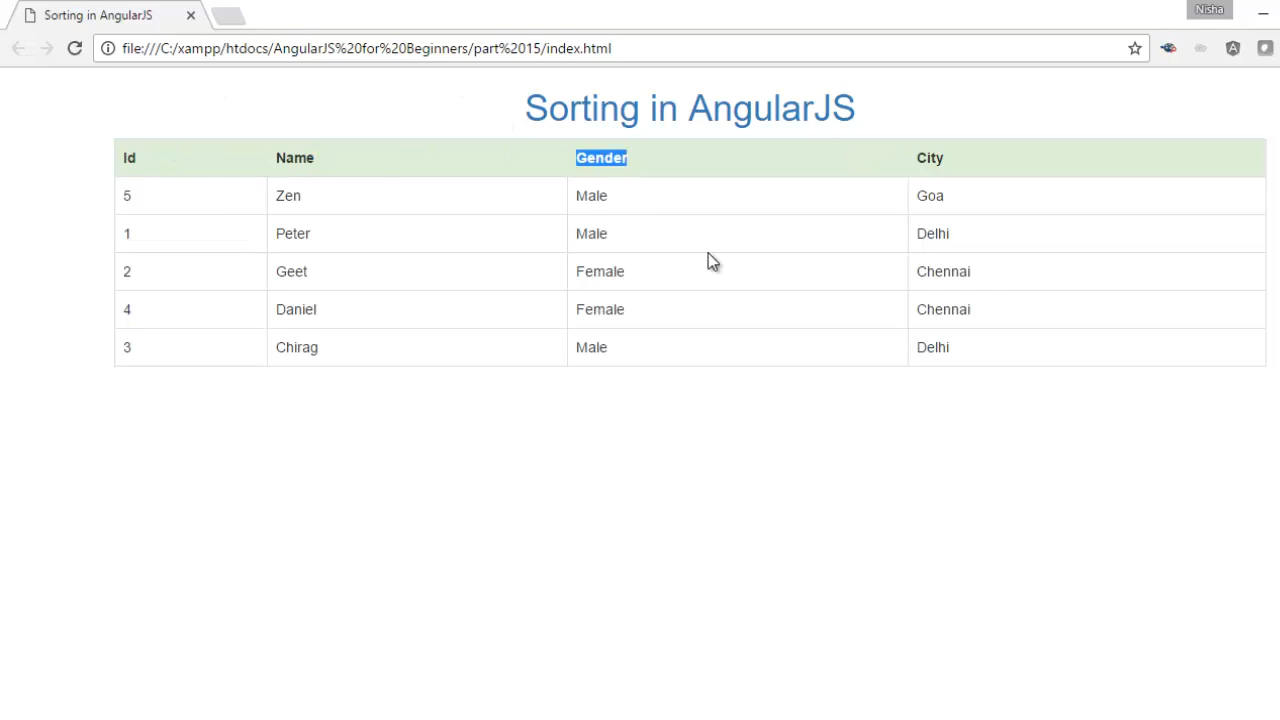 Sorting in AngularJS
Nisha
file:///C:/xampp/htdocs/AngularJS%20for%20Beginners/part%2015/index.html
Sorting in AngularJS
Id Name Gender City
5 Zen Male Goa
1 Peter Male Delhi
2 Geet Female Chennai
4 Daniel Female Chennai
3 Chirag Male Delhi